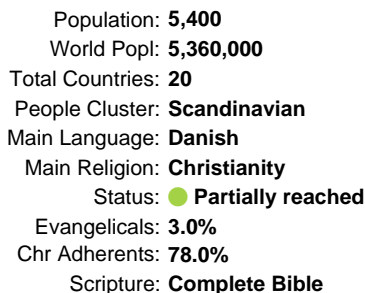 Population: 5,400
World Popl: 5,360,000
Total Countries: 20
People Cluster: Scandinavian
Main Language: Danish
Main Religion: Christianity
Status: Partially reached
Evangelicals: 3.0%
Chr Adherents: 78.0%
Scripture: Complete Bible